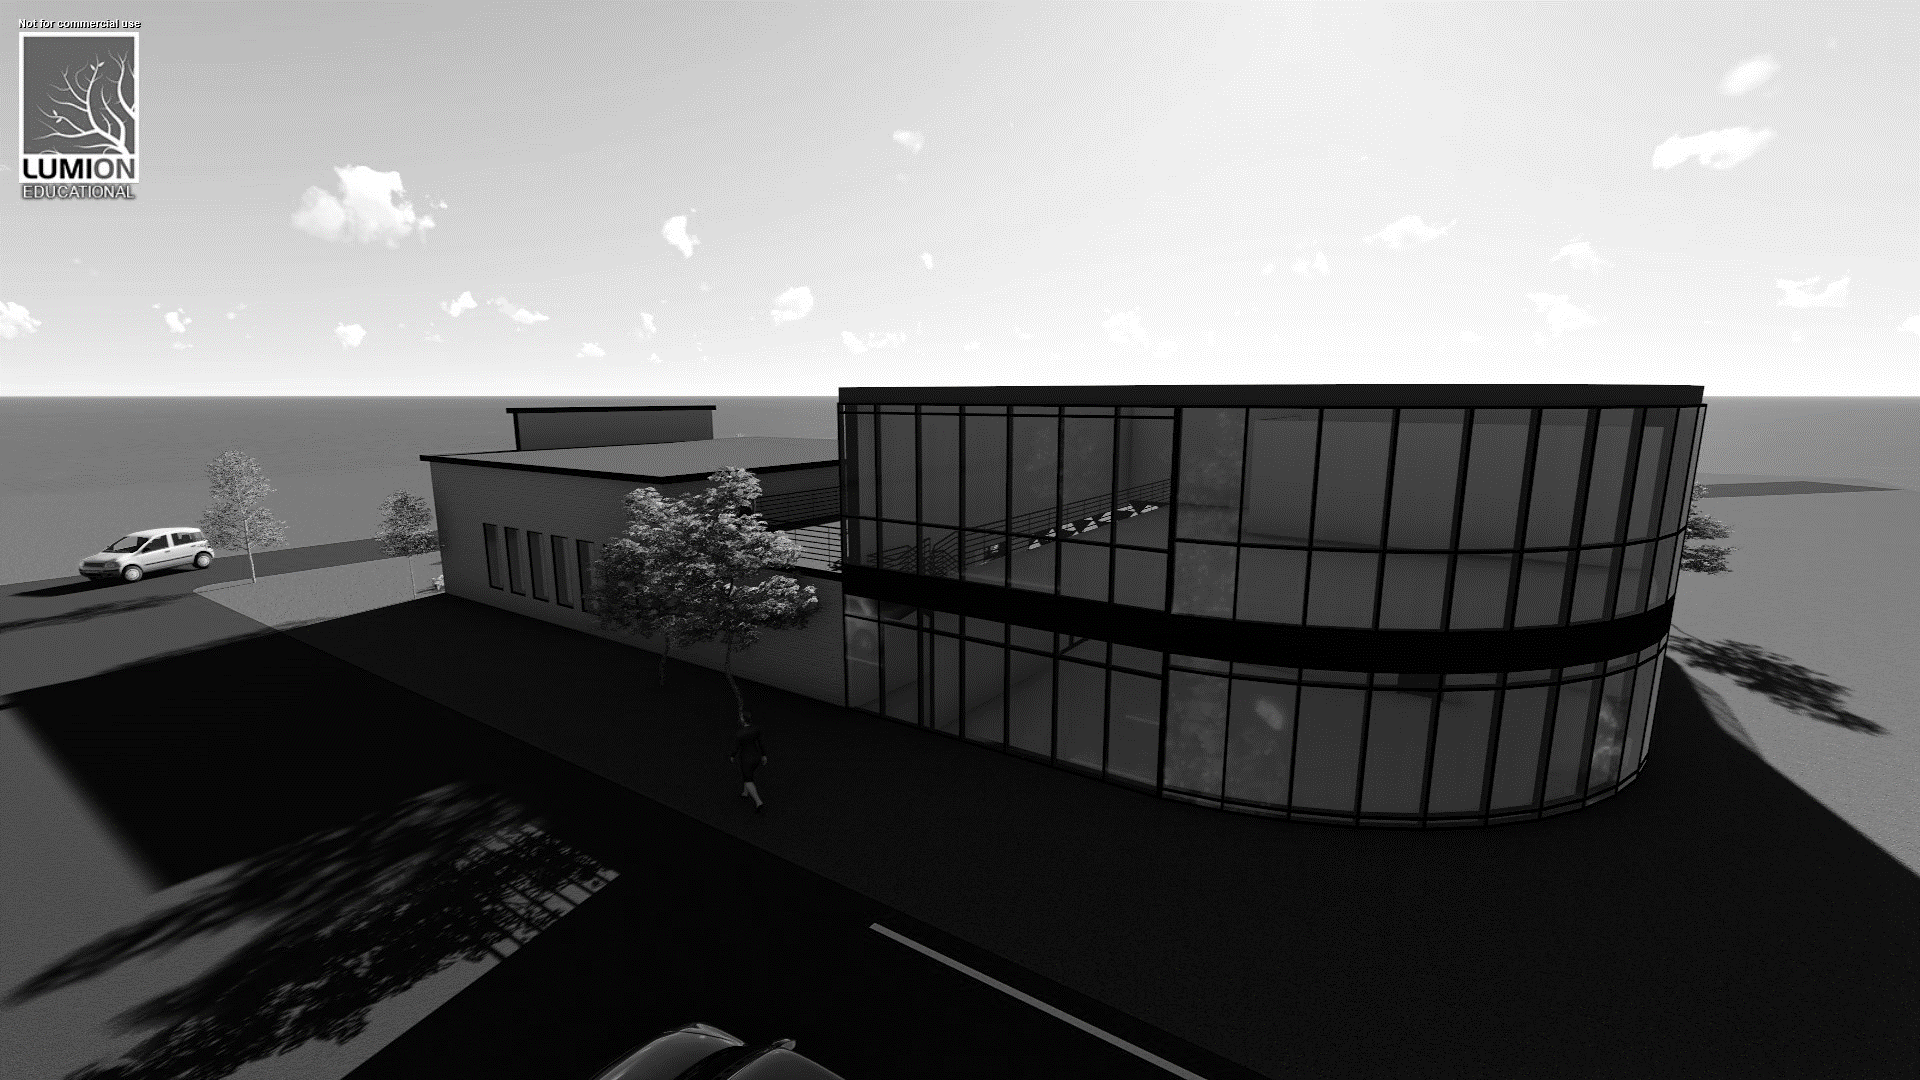 Not for commercial use
LUMION
EDUCATIONAL